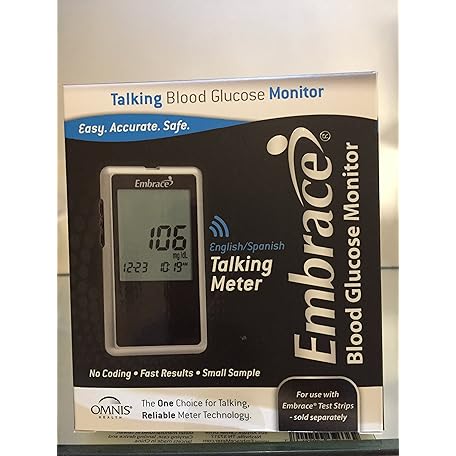 Talking Blood Glucose Monitor
Easy. Accurate. Safe.
Embrace
106
mg/dL
12-23 10:19 AM
English/Spanish
Talking
Meter
Embrace®
Blood Glucose Monitor
No Coding • Fast Results • Small Sample
OMNIS
HEALTH
The One Choice for Talking,
Reliable Meter Technology.
For use with
Embrace® Test Strips
- sold separately